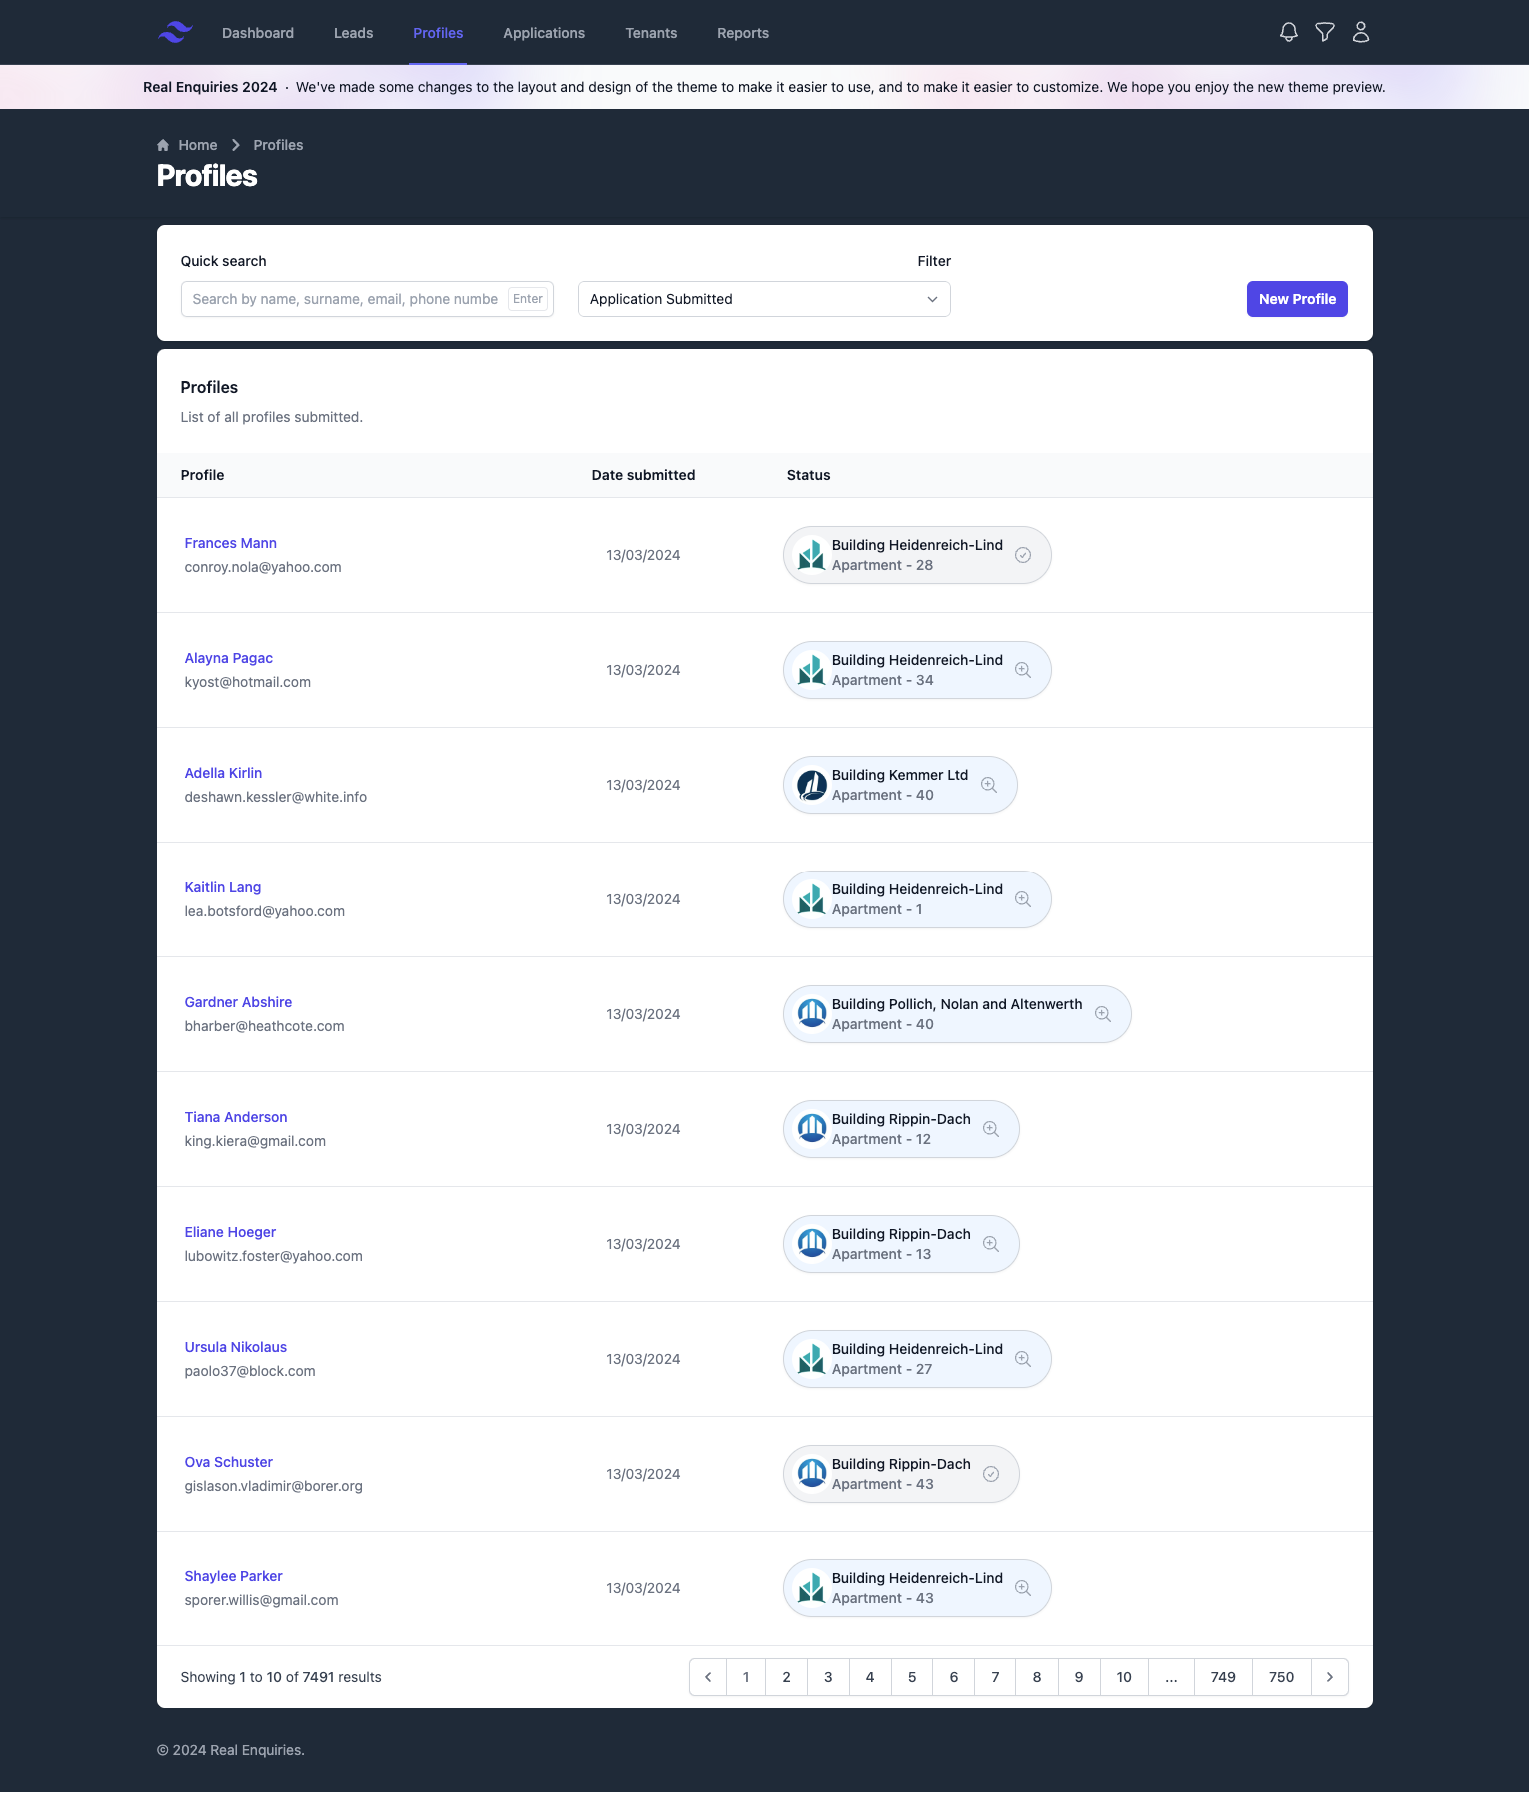 Dashboard Leads Profiles Applications Tenants Reports
Real Enquiries 2024 · We've made some changes to the layout and design of the theme to make it easier to use, and to make it easier to customize. We hope you enjoy the new theme preview.
Home Profiles
Profiles
Quick search Filter
Search by name, surname, email, phone numbe Enter Application Submitted New Profile
Profiles
List of all profiles submitted.
Profile Date submitted Status
Frances Mann
conroy.nola@yahoo.com
13/03/2024
Building Heidenreich-Lind
Apartment - 28
Alayna Pagac
kyost@hotmail.com
13/03/2024
Building Heidenreich-Lind
Apartment - 34
Adella Kirlin
deshawn.kessler@white.info
13/03/2024
Building Kemmer Ltd
Apartment - 40
Kaitlin Lang
lea.botsford@yahoo.com
13/03/2024
Building Heidenreich-Lind
Apartment - 1
Gardner Abshire
bharber@heathcote.com
13/03/2024
Building Pollich, Nolan and Altenwerth
Apartment - 40
Tiana Anderson
king.kiera@gmail.com
13/03/2024
Building Rippin-Dach
Apartment - 12
Eliane Hoeger
lubowitz.foster@yahoo.com
13/03/2024
Building Rippin-Dach
Apartment - 13
Ursula Nikolaus
paolo37@block.com
13/03/2024
Building Heidenreich-Lind
Apartment - 27
Ova Schuster
gislason.vladimir@borer.org
13/03/2024
Building Rippin-Dach
Apartment - 43
Shaylee Parker
sporer.willis@gmail.com
13/03/2024
Building Heidenreich-Lind
Apartment - 43
Showing 1 to 10 of 7491 results 1 2 3 4 5 6 7 8 9 10 ... 749 750
© 2024 Real Enquiries.